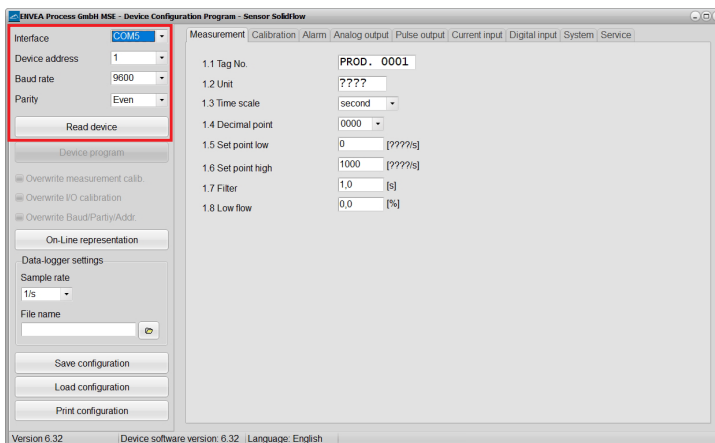 ENVEA Process GmbH MSE - Device Configuration Program - Sensor SolidFlow
Interface COM5
Device address 1
Baud rate 9600
Parity Even
Read device
Device program
Overwrite measurement calib.
Overwrite I/O calibration
Overwrite Baud/Partiy/Addr.
On-Line representation
Data-logger settings
Sample rate
1/s
File name
Save configuration
Load configuration
Print configuration
Measurement Calibration Alarm Analog output Pulse output Current input Digital input System Service
1.1 Tag No. PROD. 0001
1.2 Unit ????
1.3 Time scale second
1.4 Decimal point 0000
1.5 Set point low 0 [????/s]
1.6 Set point high 1000 [????/s]
1.7 Filter 1,0 [s]
1.8 Low flow 0,0 [%]
Version 6.32 Device software version: 6.32 Language: English